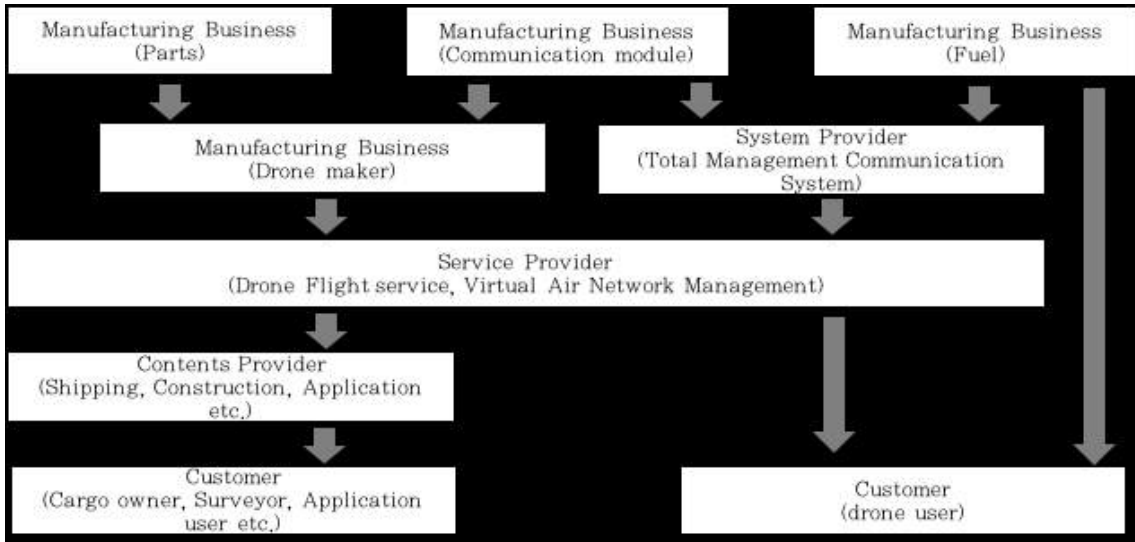 Manufacturing Business
(Parts)
Manufacturing Business
(Communication module)
Manufacturing Business
(Fuel)
Manufacturing Business
(Drone maker)
System Provider
(Total Management Communication
System)
Service Provider
(Drone Flight service, Virtual Air Network Management)
Contents Provider
(Shipping, Construction, Application
etc.)
Customer
(Cargo owner, Surveyor, Application
user etc.)
Customer
(drone user)